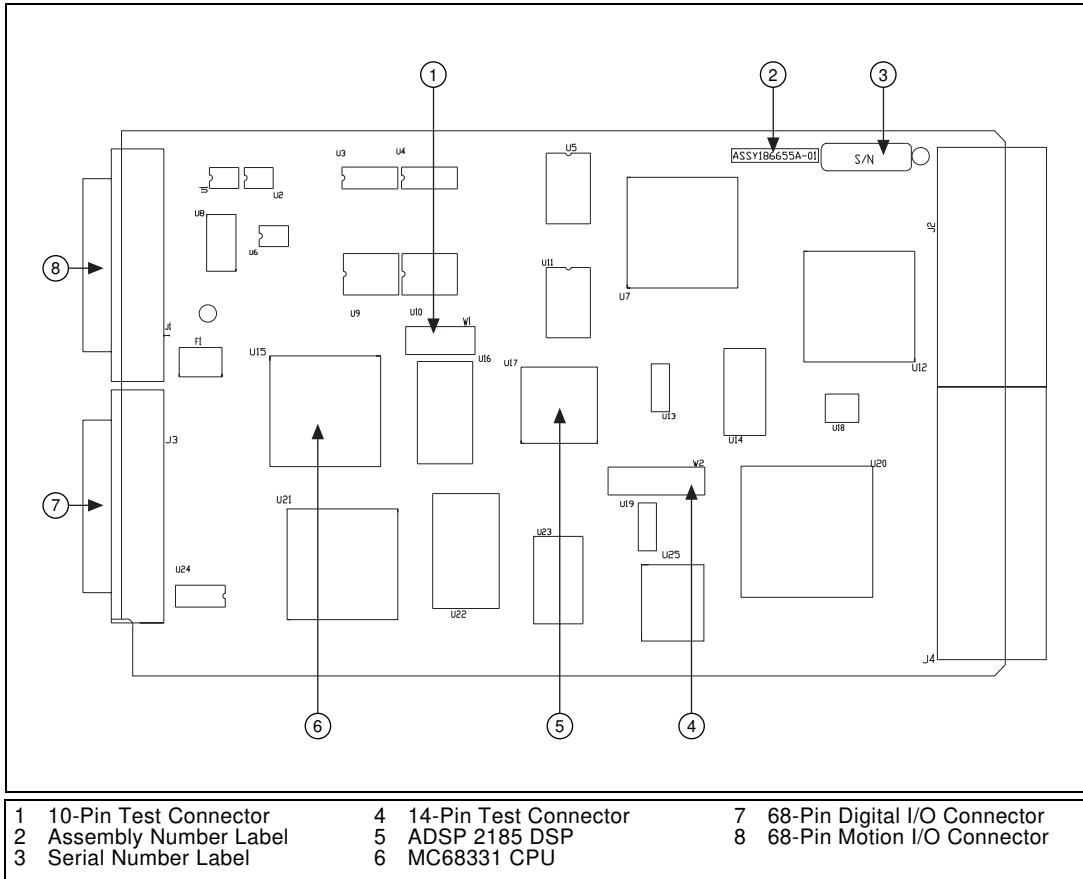 1
2
3
ASSY186655A-01
S/N
U3
U4
U5
U1
U2
J2
U8
U6
8
U11
U7
U9
U10
W1
J1
F1
U15
U16
U17
U12
U13
U14
U18
J3
W2
U20
7
U21
U19
U23
U25
U24
U22
J4
6
5
4
1 10-Pin Test Connector
2 Assembly Number Label
3 Serial Number Label
4 14-Pin Test Connector
5 ADSP 2185 DSP
6 MC68331 CPU
7 68-Pin Digital I/O Connector
8 68-Pin Motion I/O Connector